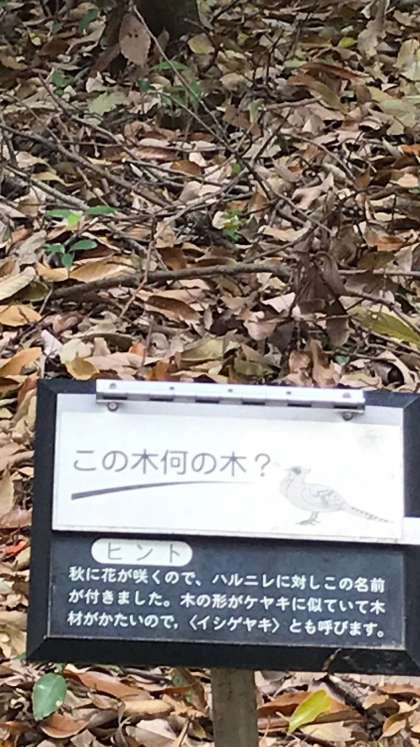 この木何の木？
ヒント
秋に花が咲くので、ハルニレに対しこの名前
が付きました。木の形がケヤキに似ていて木
材がかたいので，〈イシゲヤキ〉とも呼びます。